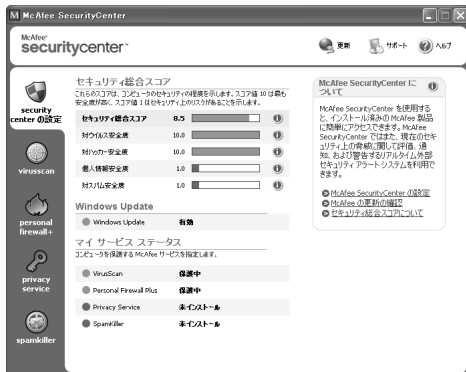 McAfee SecurityCenter
McAfee
securitycenter
更新
サポート
ヘルプ
security center の設定
virusscan
personal firewall+
privacy service
spamkiller
セキュリティ総合スコア
これらのスコアは、コンピュータのセキュリティの程度を示します。スコア値 10 は最も
安全度が高く、スコア値 1 はセキュリティ上のリスクがあることを示します。
セキュリティ総合スコア 8.5
対ウイルス安全度 10.0
対ハッカー安全度 10.0
個人情報安全度 1.0
対スパム安全度 1.0
Windows Update
Windows Update 有効
マイ サービス ステータス
コンピュータを保護する McAfee サービスを指定します。
VirusScan 保護中
Personal Firewall Plus 保護中
Privacy Service 未インストール
SpamKiller 未インストール
McAfee SecurityCenter に
ついて
McAfee SecurityCenter を使用する
と、インストール済みの McAfee 製品
に簡単にアクセスできます。McAfee
SecurityCenter ではまた、現在のセキ
ュリティ上の脅威に関して評価、通
知、および警告するリアルタイム外部
セキュリティ アラート システムを利用で
きます。
McAfee SecurityCenter の設定
McAfee の更新の確認
セキュリティ総合スコアについて